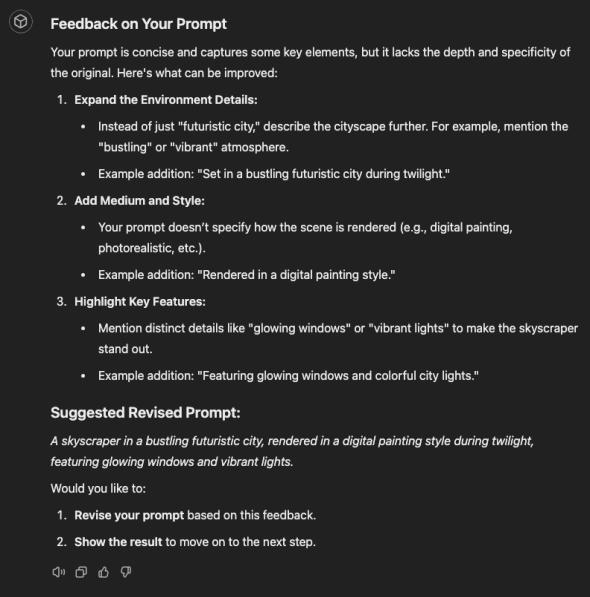 Feedback on Your Prompt
Your prompt is concise and captures some key elements, but it lacks the depth and specificity of
the original. Here's what can be improved:
1. Expand the Environment Details:
• Instead of just "futuristic city," describe the cityscape further. For example, mention the
"bustling" or "vibrant" atmosphere.
• Example addition: "Set in a bustling futuristic city during twilight."
2. Add Medium and Style:
• Your prompt doesn’t specify how the scene is rendered (e.g., digital painting,
photorealistic, etc.).
• Example addition: "Rendered in a digital painting style."
3. Highlight Key Features:
• Mention distinct details like "glowing windows" or "vibrant lights" to make the skyscraper
stand out.
• Example addition: "Featuring glowing windows and colorful city lights."
Suggested Revised Prompt:
A skyscraper in a bustling futuristic city, rendered in a digital painting style during twilight,
featuring glowing windows and vibrant lights.
Would you like to:
1. Revise your prompt based on this feedback.
2. Show the result to move on to the next step.